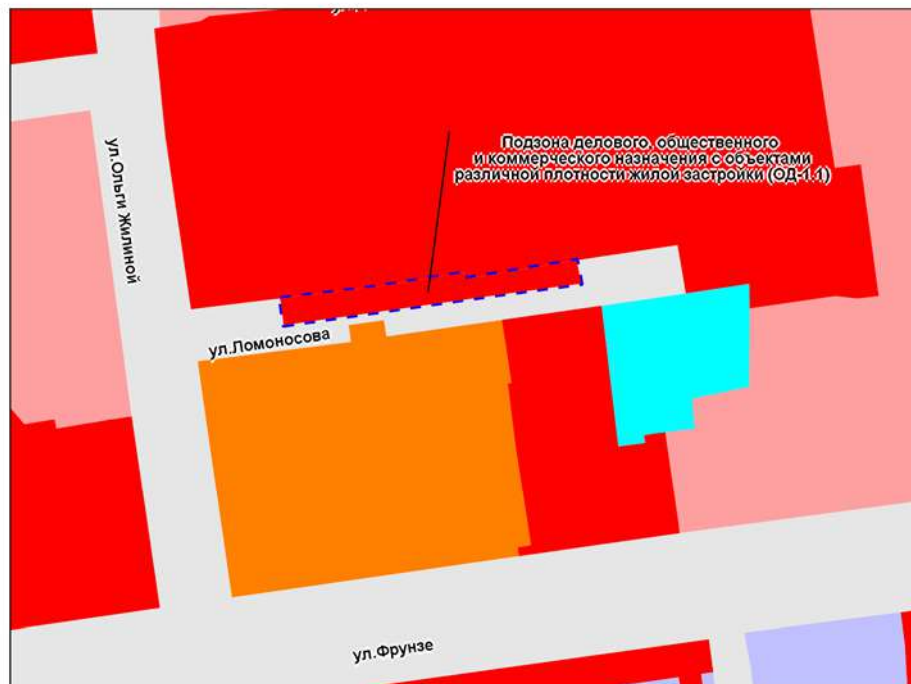 Подзона делового, общественного
и коммерческого назначения с объектами
различной плотности жилой застройки (ОД-1.1)
ул.Ольги Жилиной
ул.Ломоносова
ул.Фрунзе